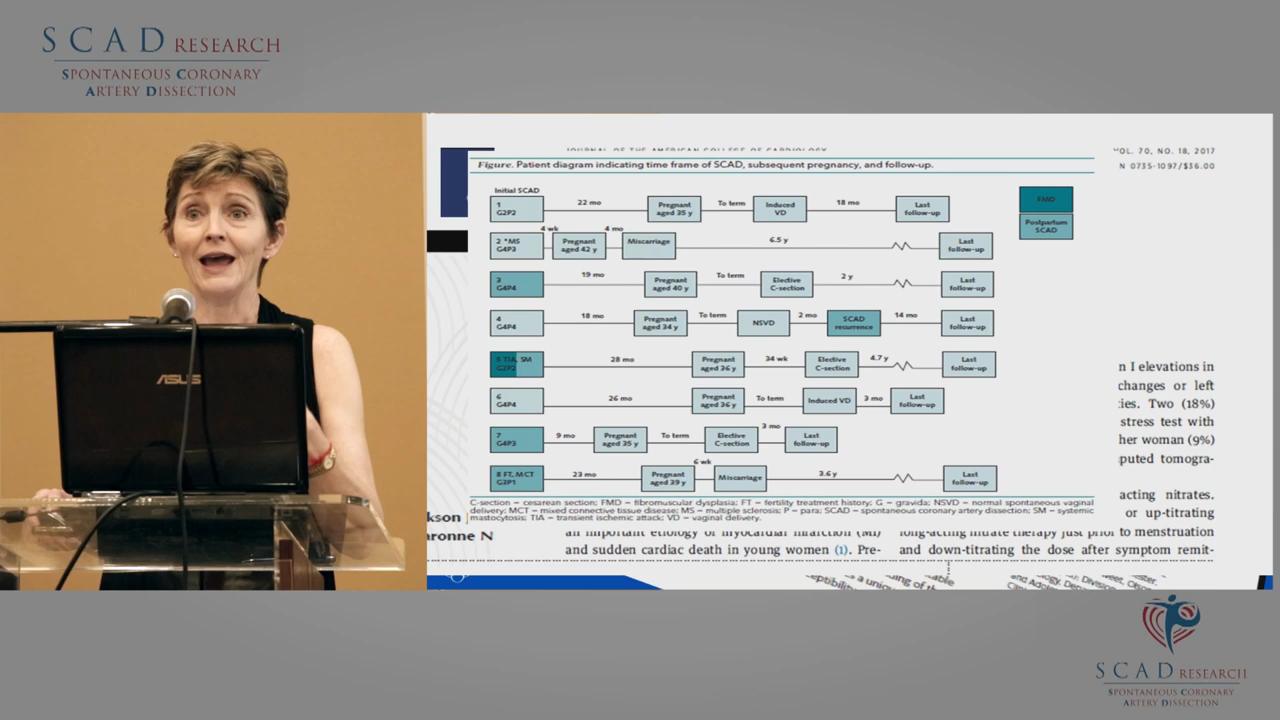 SCAD RESEARCH
SPONTANEOUS CORONARY
ARTERY DISSECTION
ASUS
JOURNAL OF THE AMERICAN COLLEGE OF CARDIOLOGY
VOL. 70, NO. 18, 2017
N 0735-1097/$36.00
Figure. Patient diagram indicating time frame of SCAD, subsequent pregnancy, and follow-up.
Initial SCAD
FMD
Postpartum
SCAD
1
G2P2
22 mo
Pregnant
aged 35 y
To term
Induced
VD
18 mo
Last
follow-up
2 *MS
G4P3
4 wk
Pregnant
aged 42 y
4 mo
Miscarriage
6.5 y
Last
follow-up
3
G4P4
19 mo
Pregnant
aged 40 y
To term
Elective
C-section
2 y
Last
follow-up
4
G4P4
18 mo
Pregnant
aged 34 y
To term
NSVD
2 mo
SCAD
recurrence
14 mo
Last
follow-up
5 TIA, SM
G2P2
28 mo
Pregnant
aged 36 y
34 wk
Elective
C-section
4.7 y
Last
follow-up
6
G4P4
26 mo
Pregnant
aged 36 y
To term
Induced VD
3 mo
Last
follow-up
7
G4P3
9 mo
Pregnant
aged 35 y
To term
Elective
C-section
3 mo
Last
follow-up
8 FT, MCT
G3P1
23 mo
Pregnant
aged 39 y
6 wk
Miscarriage
3.6 y
Last
follow-up
C-section = cesarean section; FMD = fibromuscular dysplasia; FT = fertility treatment history; G = gravida; NSVD = normal spontaneous vaginal
delivery; MCT = mixed connective tissue disease; MS = multiple sclerosis; P = para; SCAD = spontaneous coronary artery dissection; SM = systemic
mastocytosis; TIA = transient ischemic attack; VD = vaginal delivery.
n I elevations in
changes or left
ties. Two (18%)
stress test with
her woman (9%)
puted tomogra-
acting nitrates.
or up-titrating
long-acting nitrate therapy just prior to menstruation
and down-titrating the dose after symptom remit-
kson
aronne N
an important etiology of myocardial infarction (MI)
and sudden cardiac death in young women (1). Pre-
SCAD RESEARCH
SPONTANEOUS CORONARY
ARTERY DISSECTION